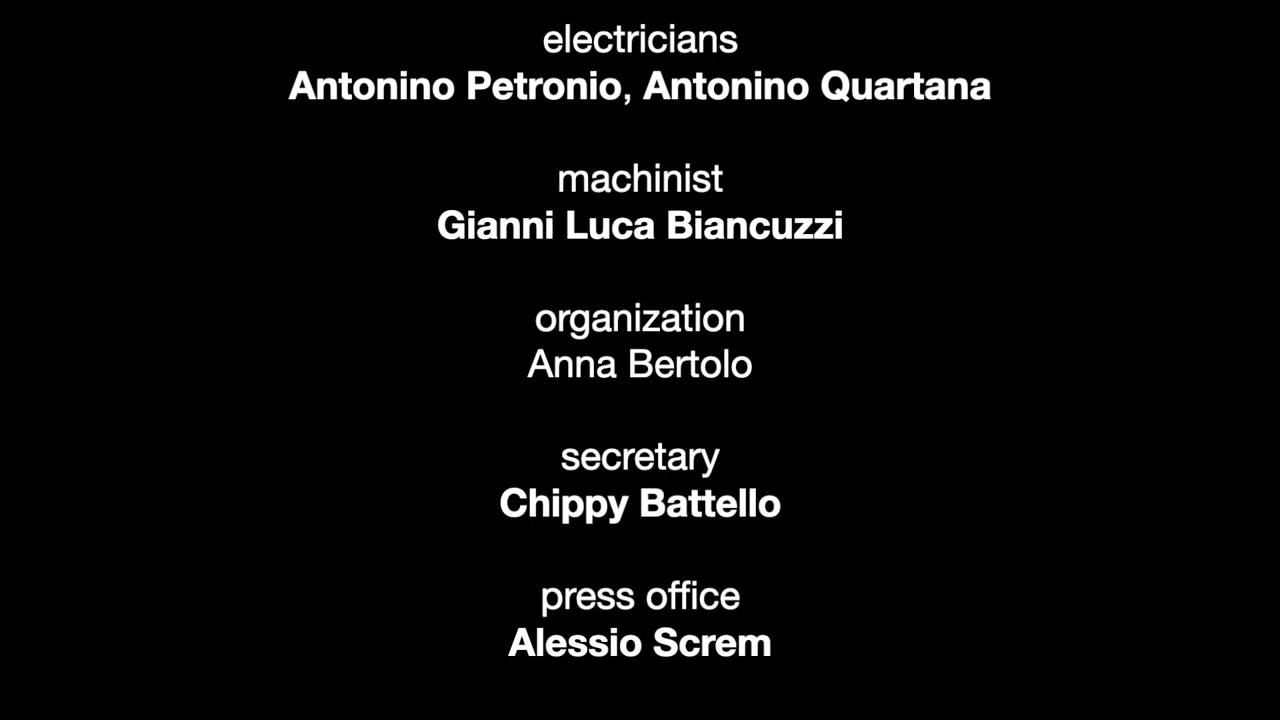 electricians
Antonino Petronio, Antonino Quartana
machinist
Gianni Luca Biancuzzi
organization
Anna Bertolo
secretary
Chippy Battello
press office
Alessio Screm